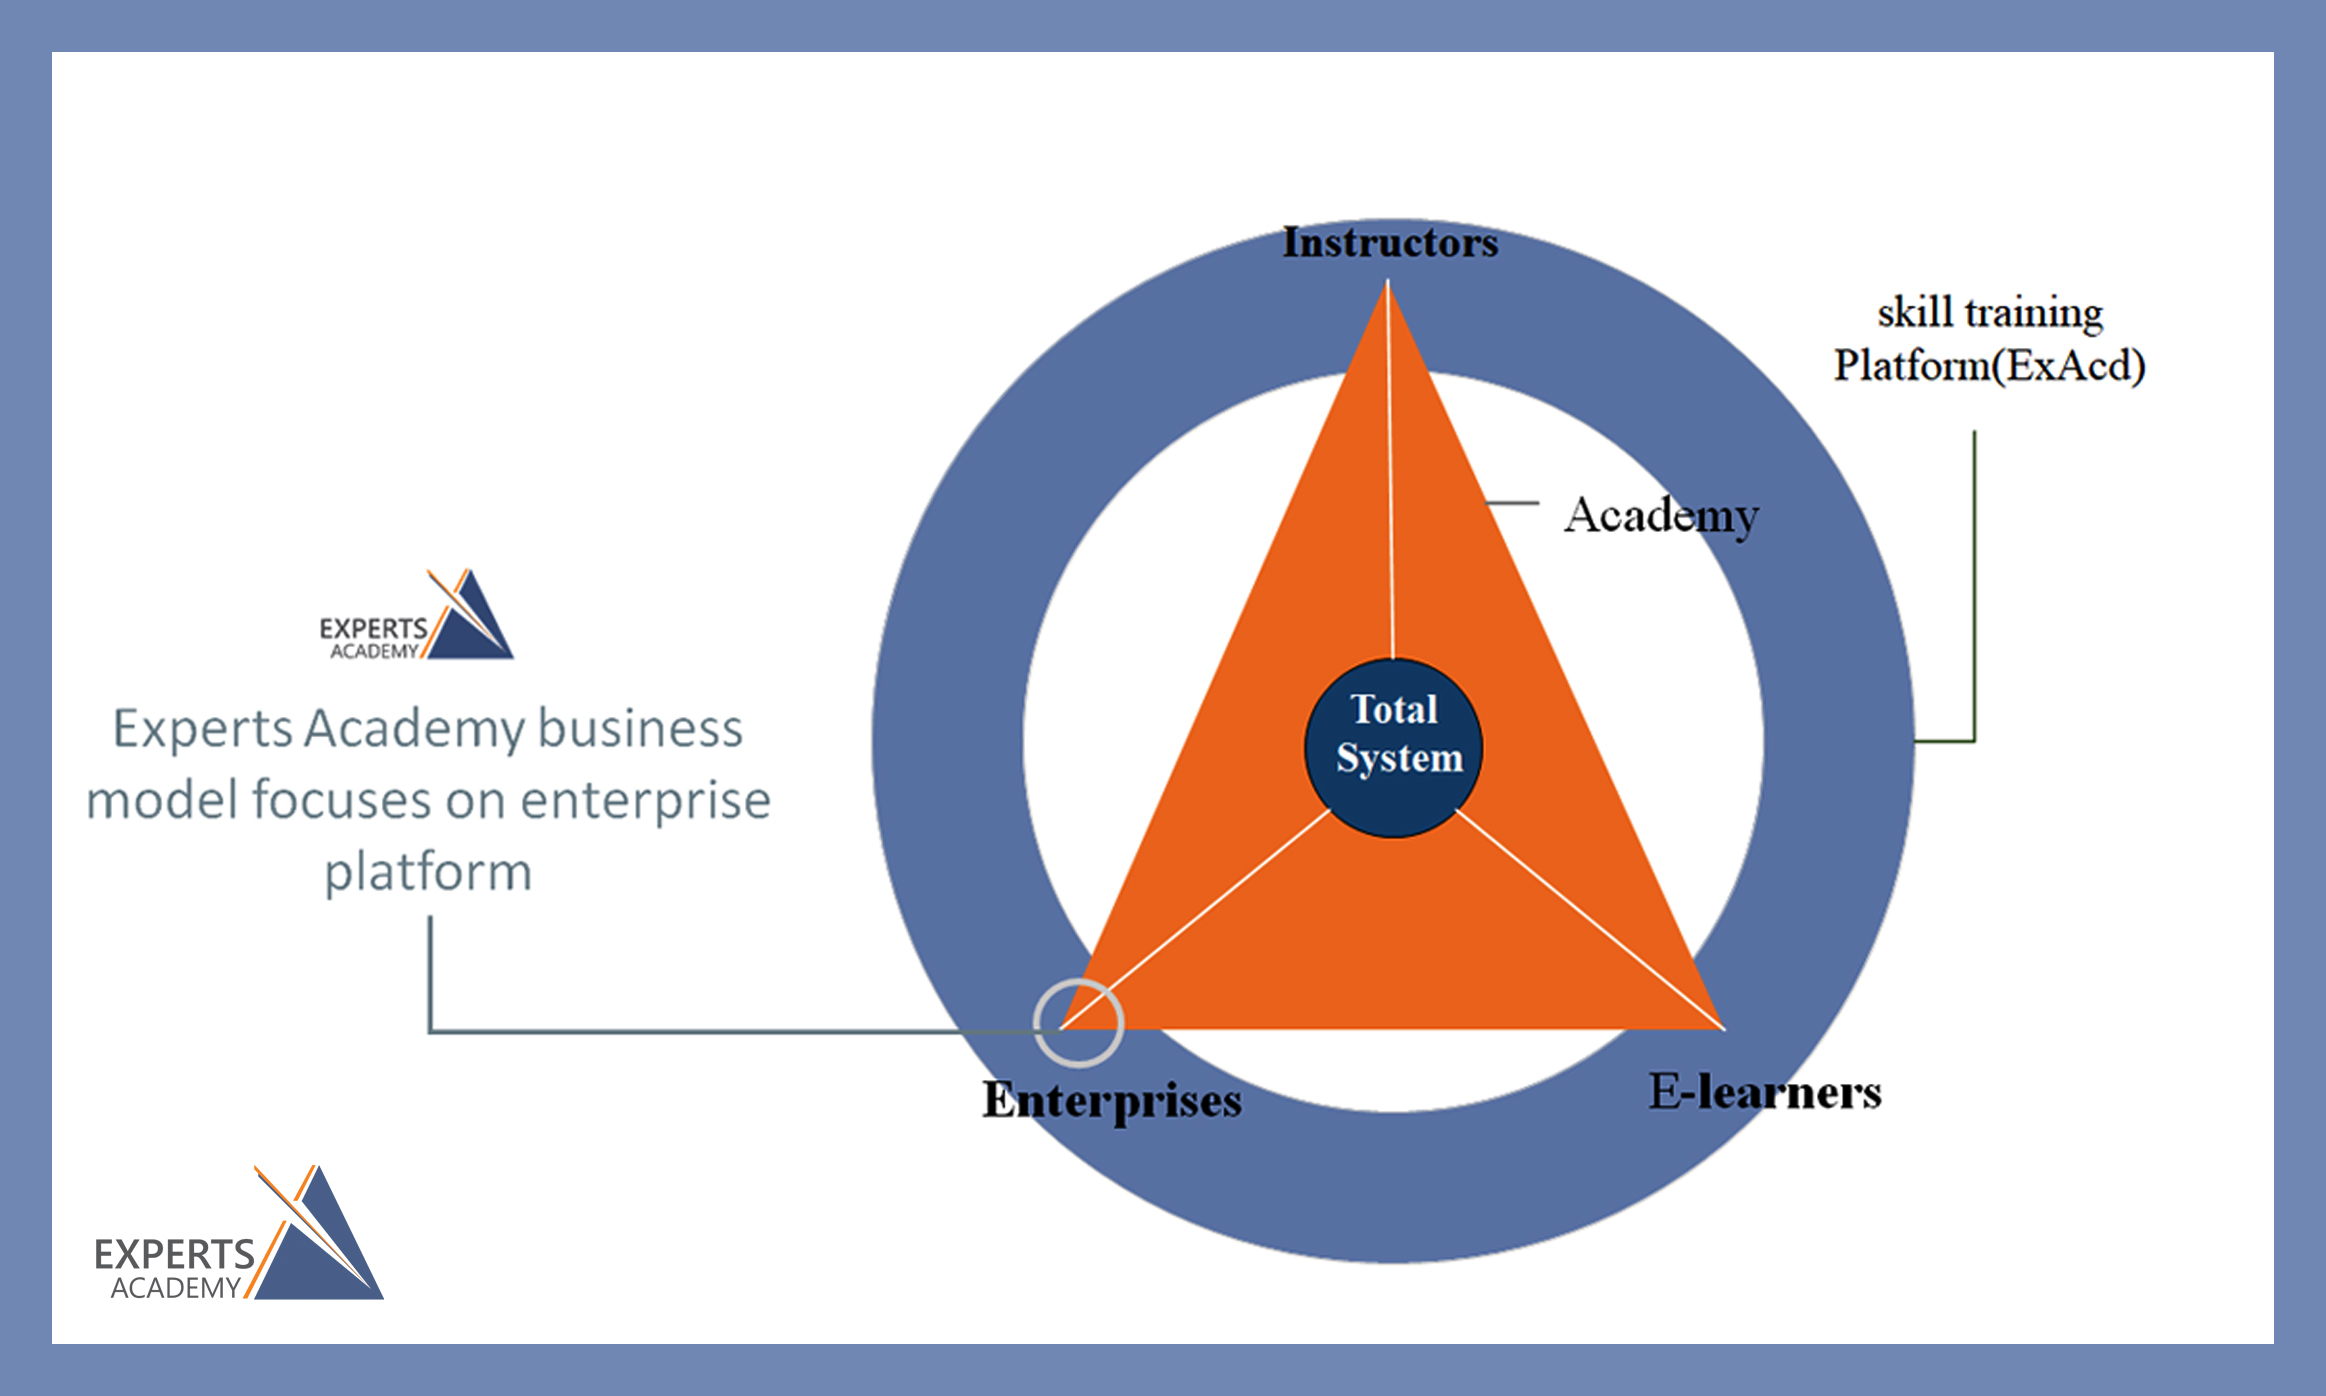 Instructors
skill training
Platform(ExAcd)
Academy
EXPERTS
ACADEMY
Total
System
Experts Academy business
model focuses on enterprise
platform
Enterprises
E-learners
EXPERTS
ACADEMY